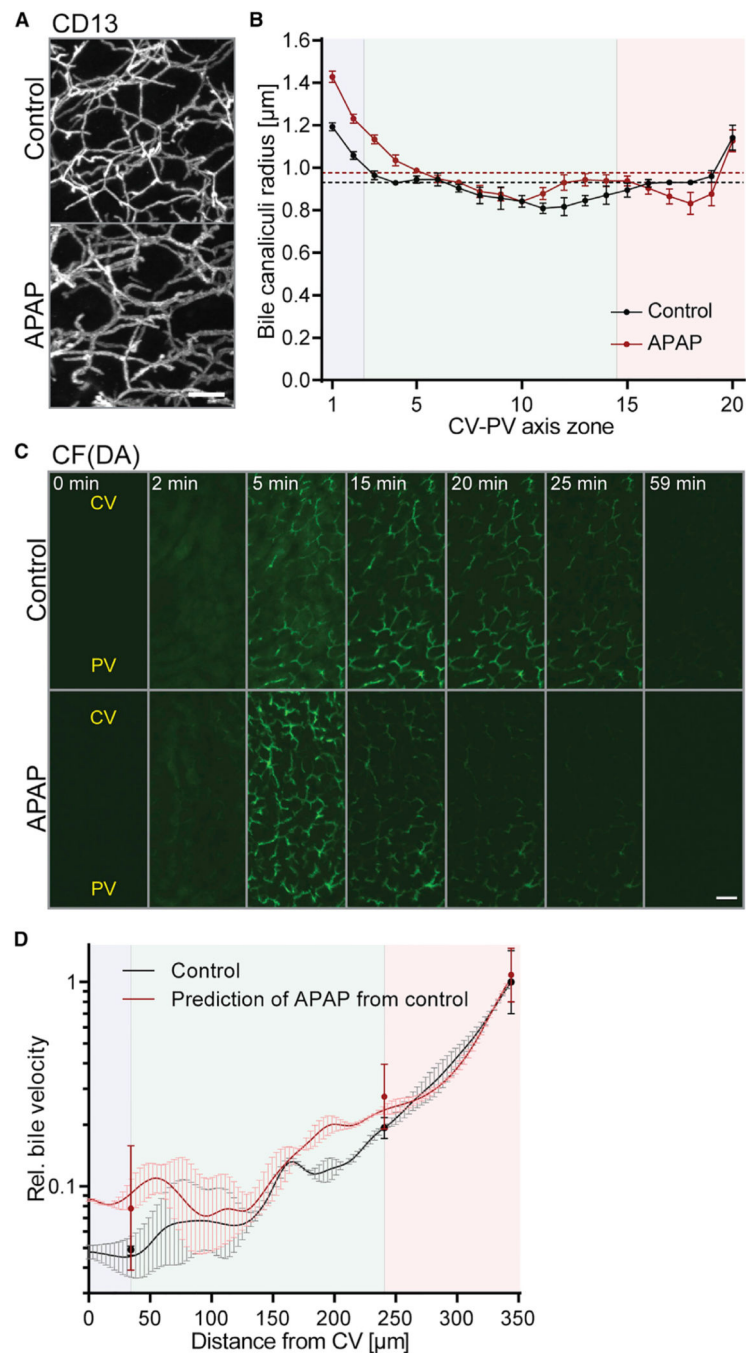 A
CD13
Control
APAP
B
Bile canaliculi radius [µm]
1.6
1.4
1.2
1.0
0.8
0.6
0.4
0.2
0.0
Control
APAP
1
5
10
15
20
CV-PV axis zone
C
CF(DA)
0 min
2 min
5 min
15 min
20 min
25 min
59 min
Control
CV
PV
APAP
CV
PV
D
Rel. bile velocity
1
0.1
Control
Prediction of APAP from control
0
50
100
150
200
250
300
350
Distance from CV [µm]